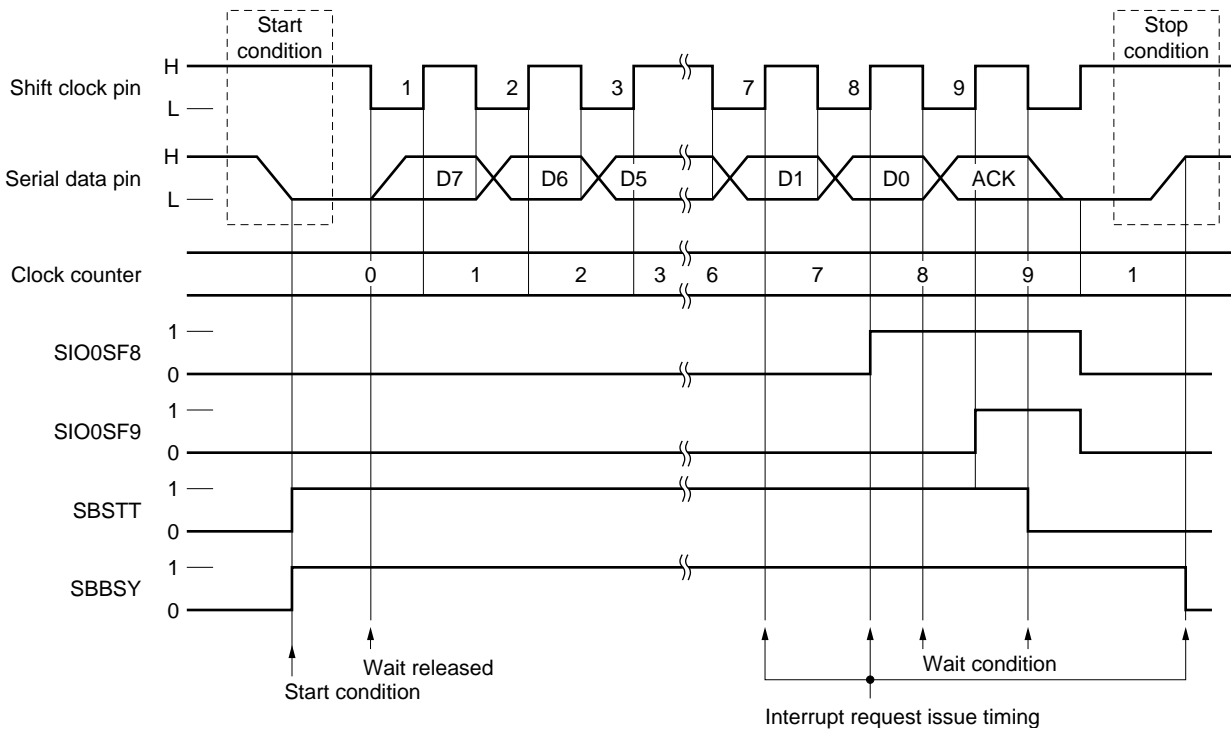 Start
condition
Stop
condition
Shift clock pin
H
L
1 2 3 7 8 9
Serial data pin
H
L
D7 D6 D5 D1 D0 ACK
Clock counter
0 1 2 3 6 7 8 9 1
SIO0SF8
1
0
SIO0SF9
1
0
SBSTT
1
0
SBBSY
1
0
Wait released
Start condition
Wait condition
Interrupt request issue timing